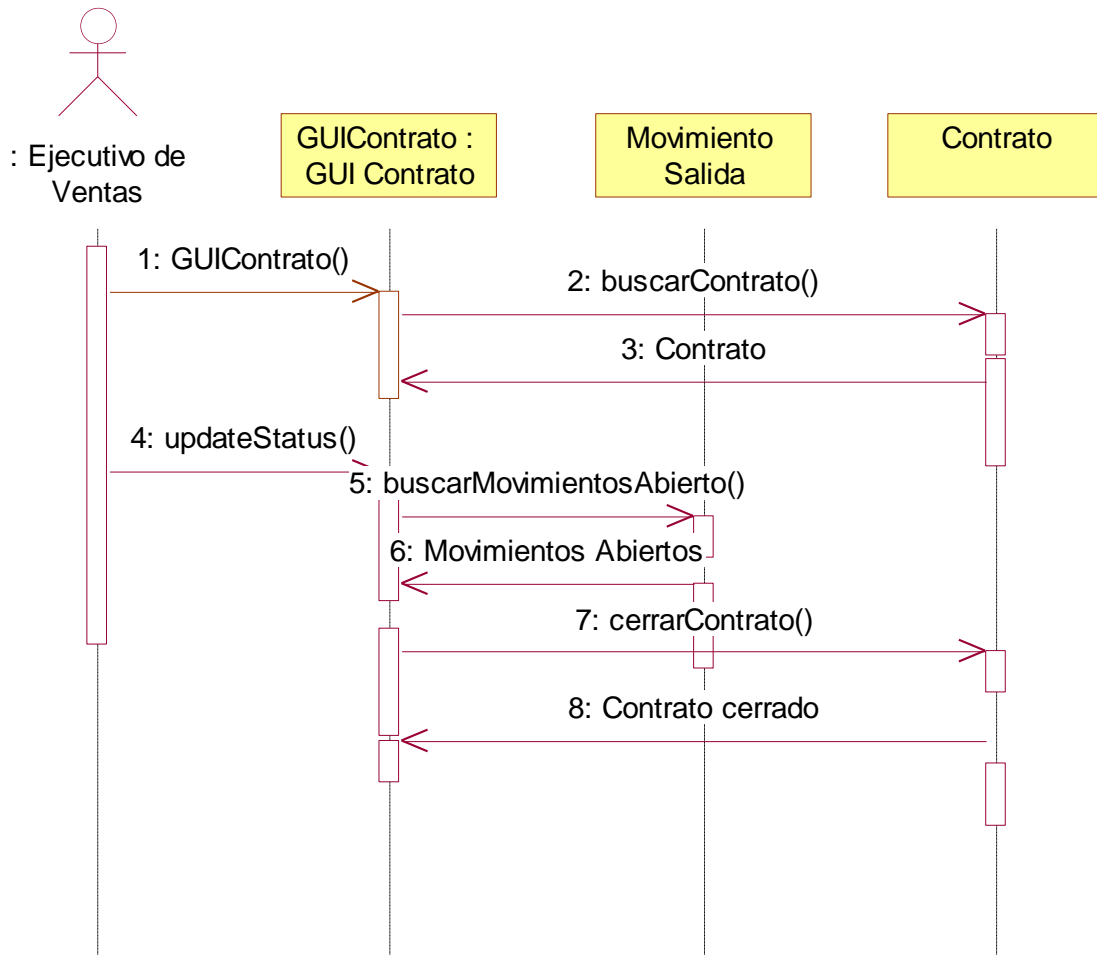 : Ejecutivo de
Ventas
GUIContrato :
GUI Contrato
Movimiento
Salida
Contrato
1: GUIContrato()
2: buscarContrato()
3: Contrato
4: updateStatus()
5: buscarMovimientosAbierto()
6: Movimientos Abiertos
7: cerrarContrato()
8: Contrato cerrado